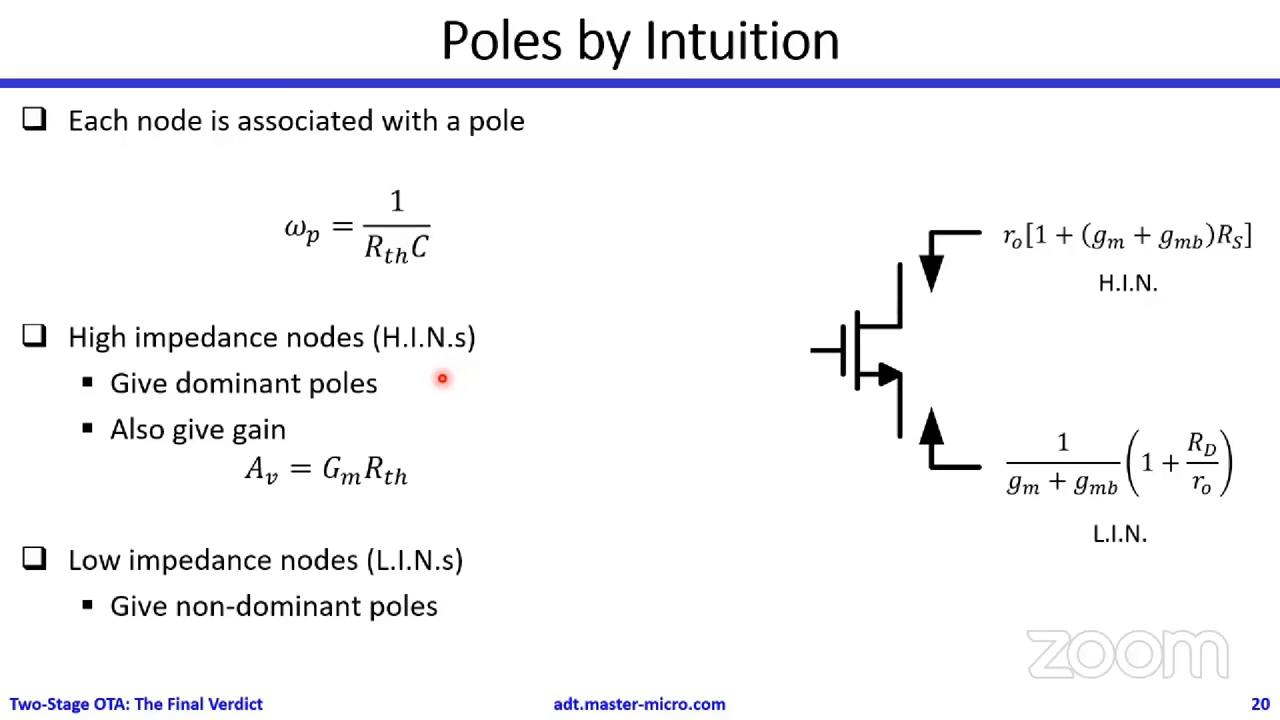 Poles by Intuition
❑ Each node is associated with a pole
ω_p = 1 / (R_th C)
❑ High impedance nodes (H.I.N.s)
▪ Give dominant poles
▪ Also give gain
A_v = G_m R_th
❑ Low impedance nodes (L.I.N.s)
▪ Give non-dominant poles
r_o[1 + (g_m + g_mb)R_S]
H.I.N.
1 / (g_m + g_mb) (1 + R_D / r_o)
L.I.N.
zoom
Two-Stage OTA: The Final Verdict
adt.master-micro.com
20